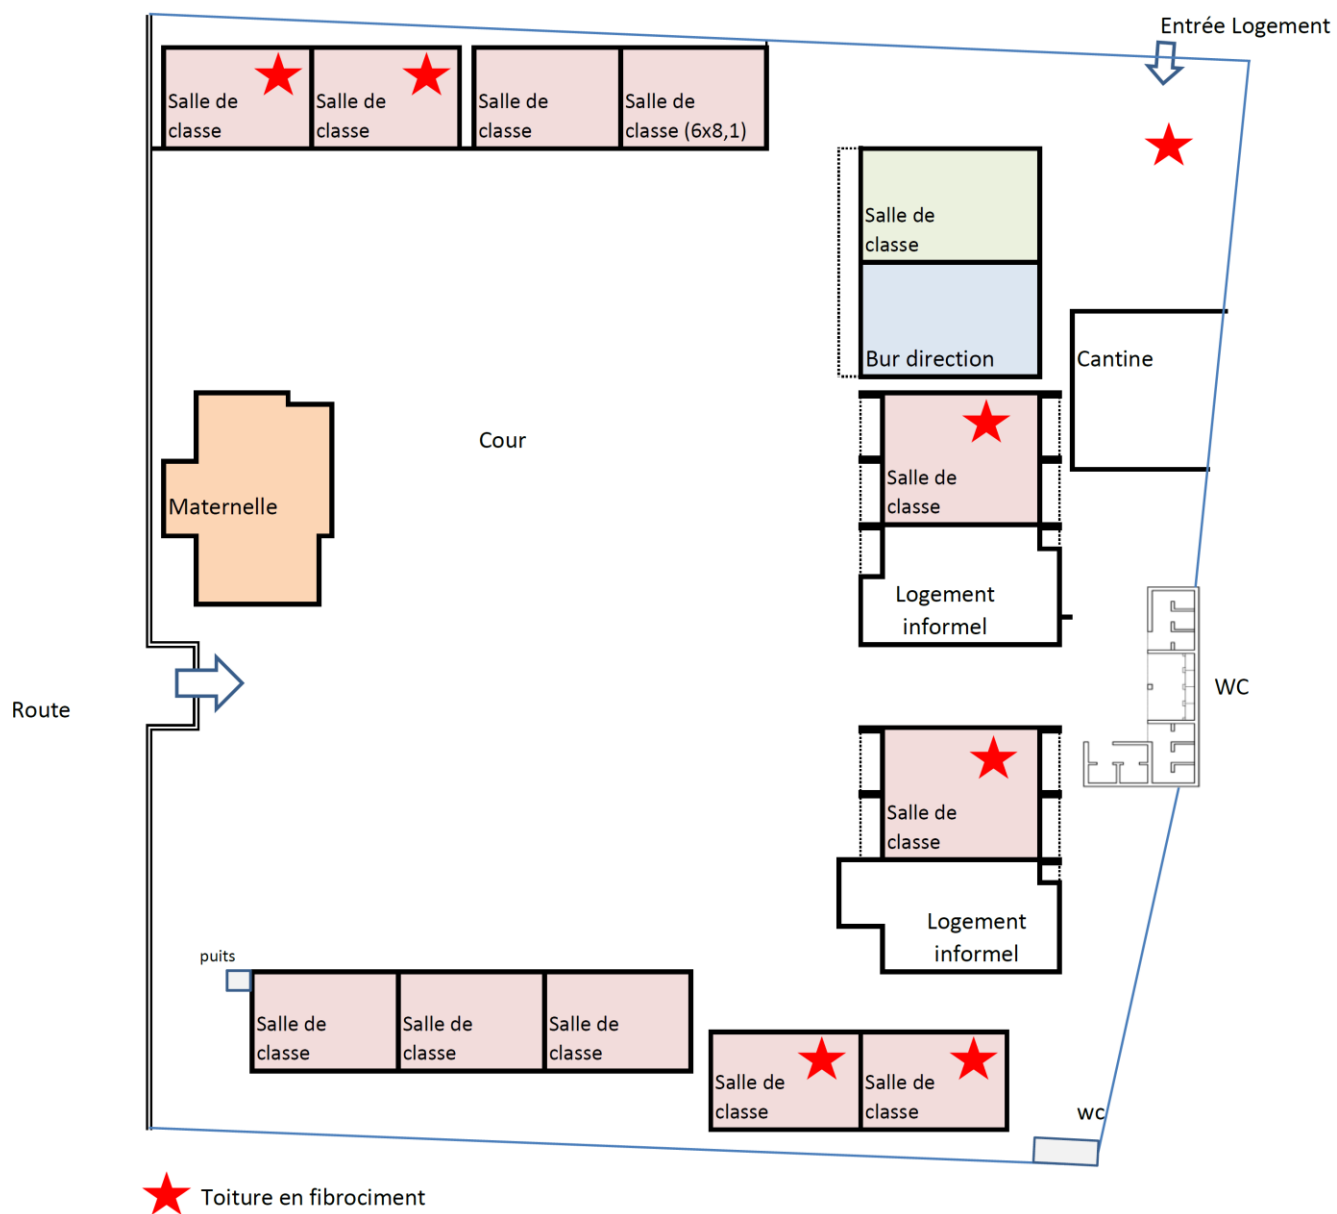 Entrée Logement
Salle de
classe
Salle de
classe
Salle de
classe
Salle de
classe (6x8,1)
Salle de
classe
Bur direction
Cantine
Cour
Salle de
classe
Maternelle
Logement
informel
WC
Route
Salle de
classe
Logement
informel
puits
Salle de
classe
Salle de
classe
Salle de
classe
Salle de
classe
Salle de
classe
wc
Toiture en fibrociment